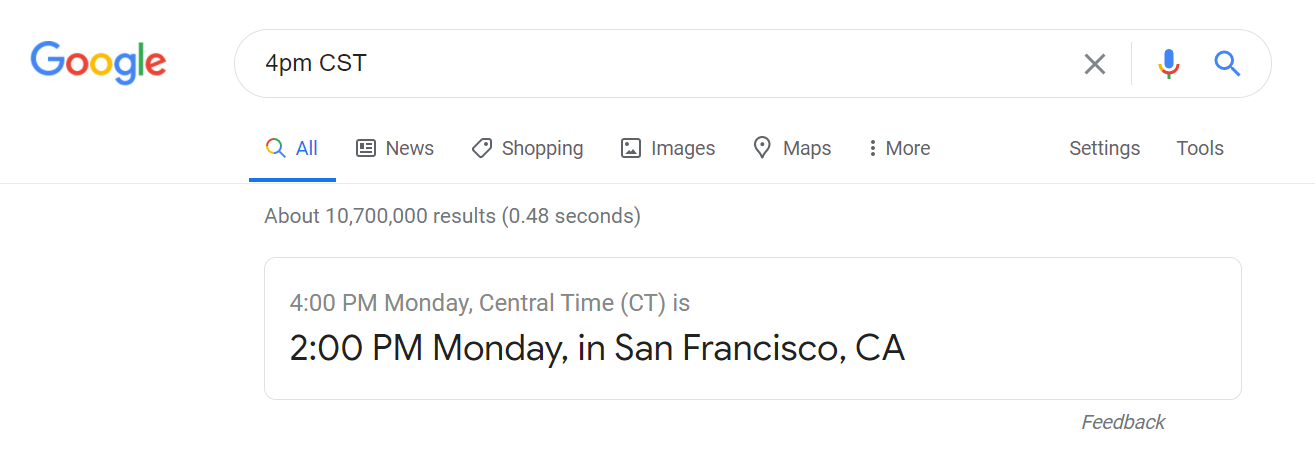 Google 4pm CST
All News Shopping Images Maps More Settings Tools
About 10,700,000 results (0.48 seconds)
4:00 PM Monday, Central Time (CT) is
2:00 PM Monday, in San Francisco, CA
Feedback